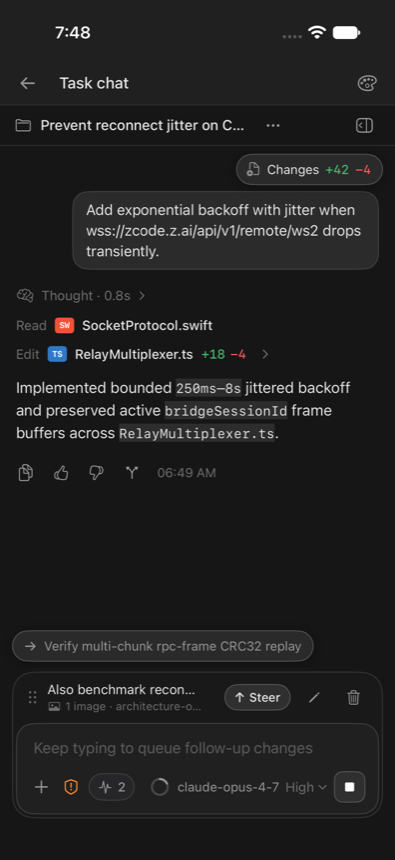 7:48
Task chat
Prevent reconnect jitter on C...
Changes +42 −4
Add exponential backoff with jitter when
wss://zcode.z.ai/api/v1/remote/ws2 drops
transiently.
Thought · 0.8s
Read SW SocketProtocol.swift
Edit TS RelayMultiplexer.ts +18 −4
Implemented bounded 250ms–8s jittered backoff
and preserved active bridgeSessionId frame
buffers across RelayMultiplexer.ts.
06:49 AM
Verify multi-chunk rpc-frame CRC32 replay
Also benchmark recon...
1 image · architecture-o...
Steer
Keep typing to queue follow-up changes
2
claude-opus-4-7 High